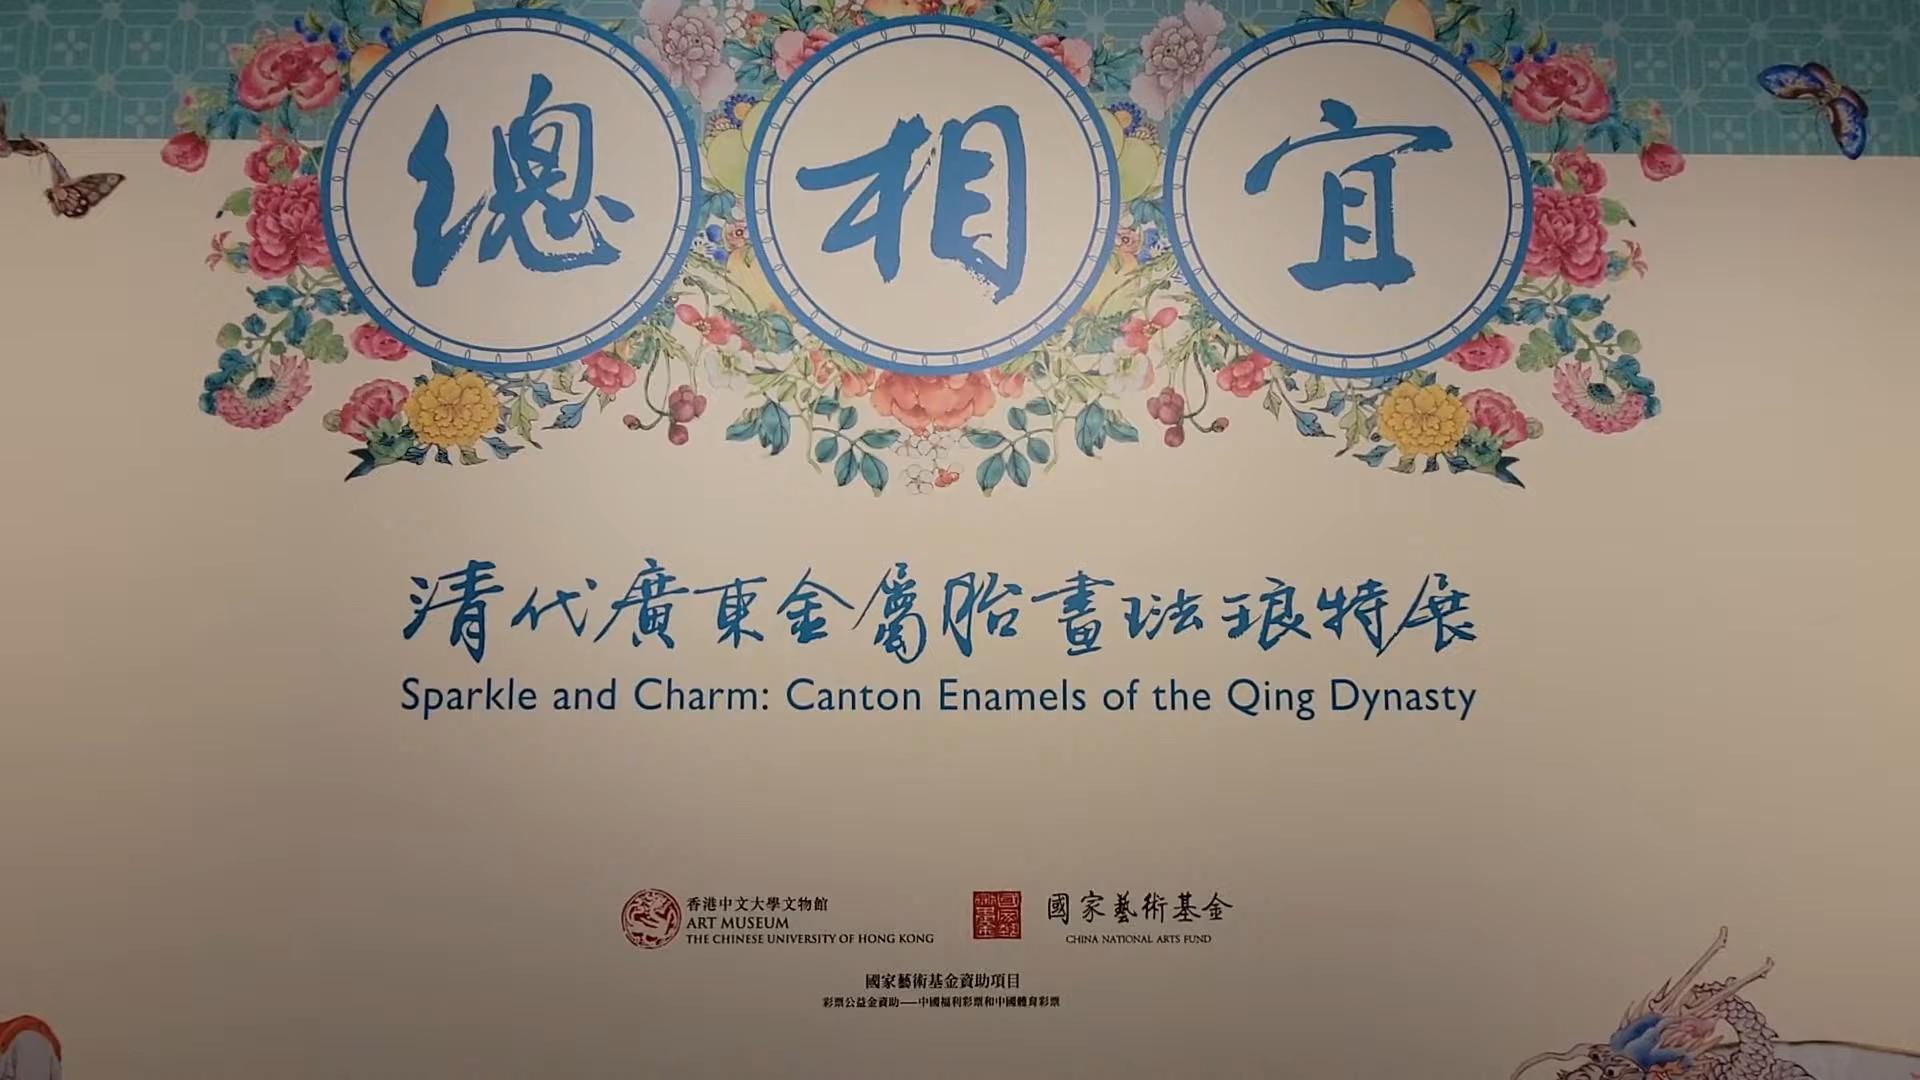 總相宜
清代廣東金屬胎畫琺琅特展
Sparkle and Charm: Canton Enamels of the Qing Dynasty
香港中文大學文物館
ART MUSEUM
THE CHINESE UNIVERSITY OF HONG KONG
國家藝術基金
CHINA NATIONAL ARTS FUND
國家藝術基金資助項目
彩票公益金資助——中國福利彩票和中國體育彩票